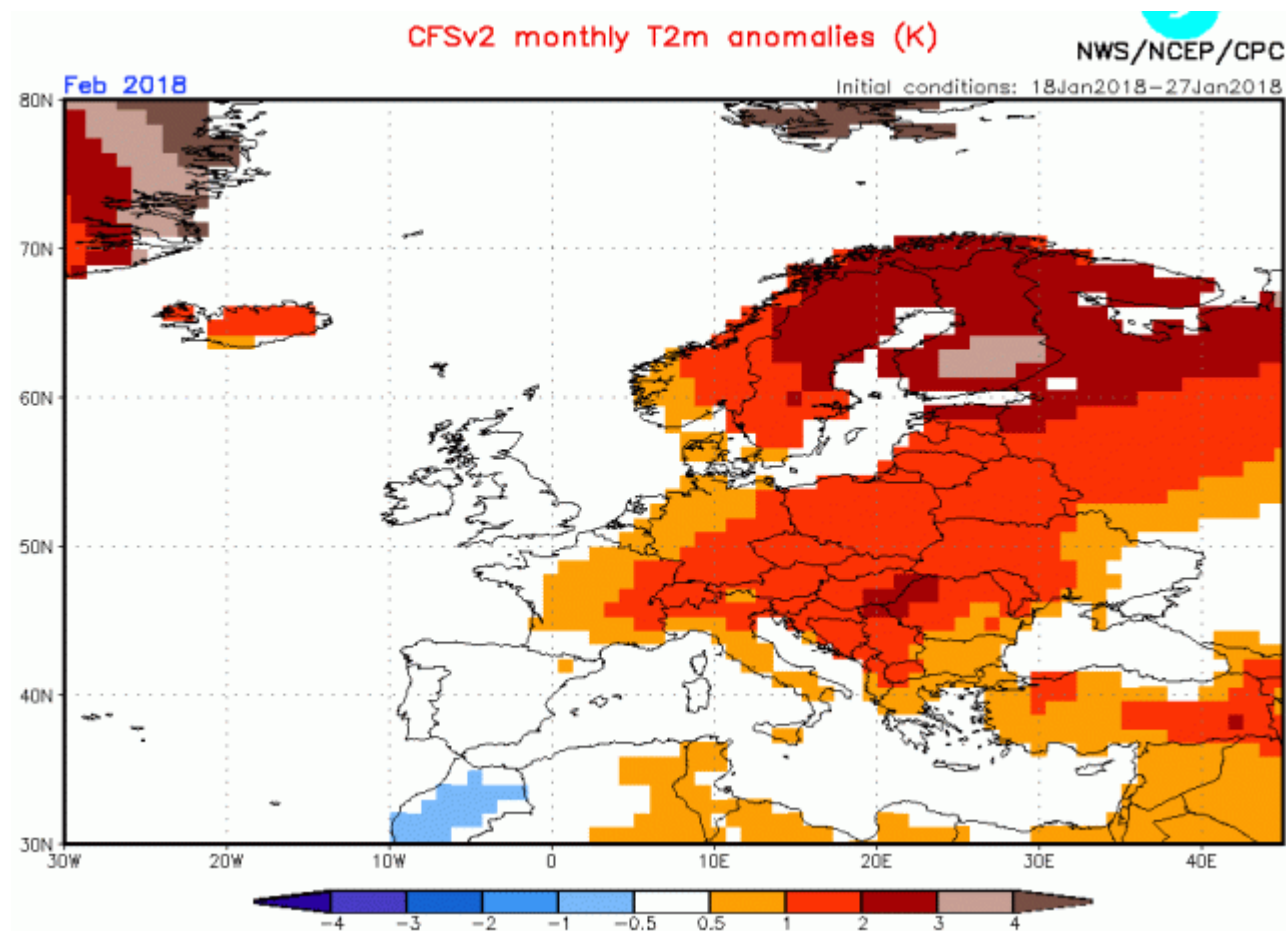 CFSv2 monthly T2m anomalies (K)
NWS/NCEP/CPC
Feb 2018
Initial conditions: 18Jan2018-27Jan2018
80N
70N
60N
50N
40N
30N
30W 20W 10W 0 10E 20E 30E 40E
-4 -3 -2 -1 -0.5 0.5 1 2 3 4